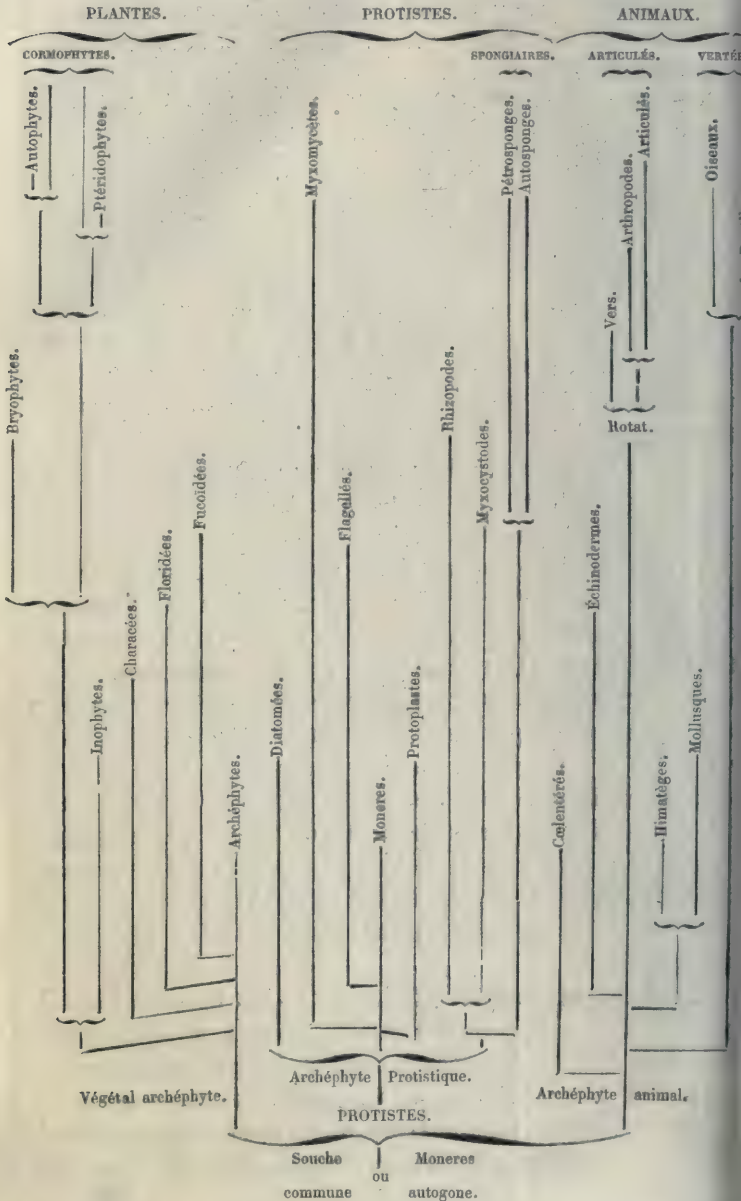 PLANTES.
PROTISTES.
ANIMAUX.
CORMOPHYTES.
SPONGIAIRES.
ARTICULÉS.
Autophytes.
Ptéridophytes.
Bryophytes.
Inophytes.
Characées.
Floridées.
Fucoïdées.
Archéphytes.
Diatomées.
Myxomycètes.
Flagellés.
Moneres.
Protoplastes.
Rhizopodes.
Myxocystodes.
Pétrosponges.
Autosponges.
Cœlentérés.
Échinodermes.
Vers.
Arthropodes.
Articulés.
Rotat.
Himatèges.
Mollusques.
Oiseaux.
Végétal archéphyte.
Archéphyte Protistique.
Archéphyte animal.
PROTISTES.
Souche Moneres
ou
commune autogone.